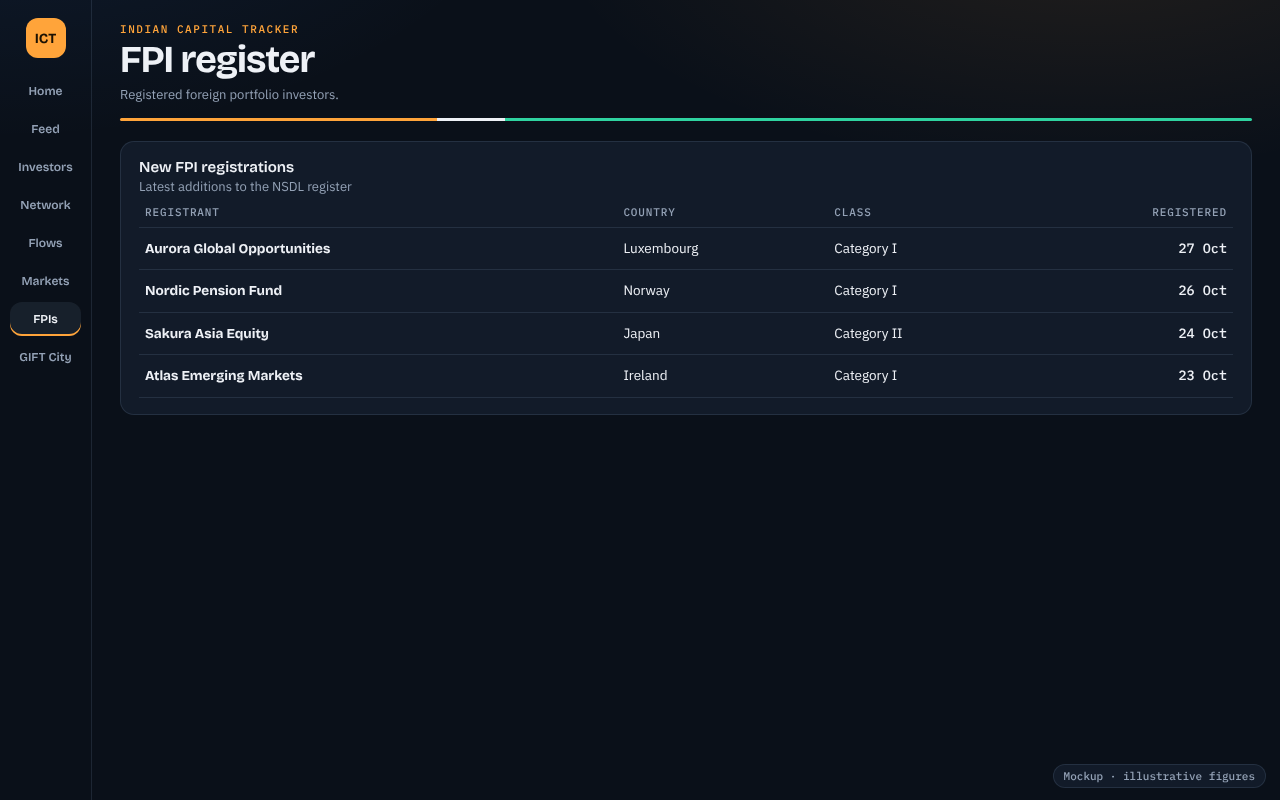 ICT
Home
Feed
Investors
Network
Flows
Markets
FPIs
GIFT City
INDIAN CAPITAL TRACKER
FPI register
Registered foreign portfolio investors.
New FPI registrations
Latest additions to the NSDL register
REGISTRANT COUNTRY CLASS REGISTERED
Aurora Global Opportunities Luxembourg Category I 27 Oct
Nordic Pension Fund Norway Category I 26 Oct
Sakura Asia Equity Japan Category II 24 Oct
Atlas Emerging Markets Ireland Category I 23 Oct
Mockup · illustrative figures